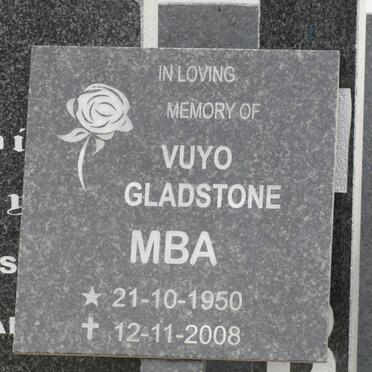 IN LOVING
MEMORY OF
VUYO
GLADSTONE
MBA
21-10-1950
12-11-2008